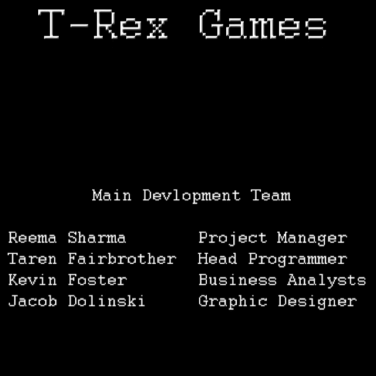 T-Rex Games
Main Devlopment Team
Reema Sharma Project Manager
Taren Fairbrother Head Programmer
Kevin Foster Business Analysts
Jacob Dolinski Graphic Designer